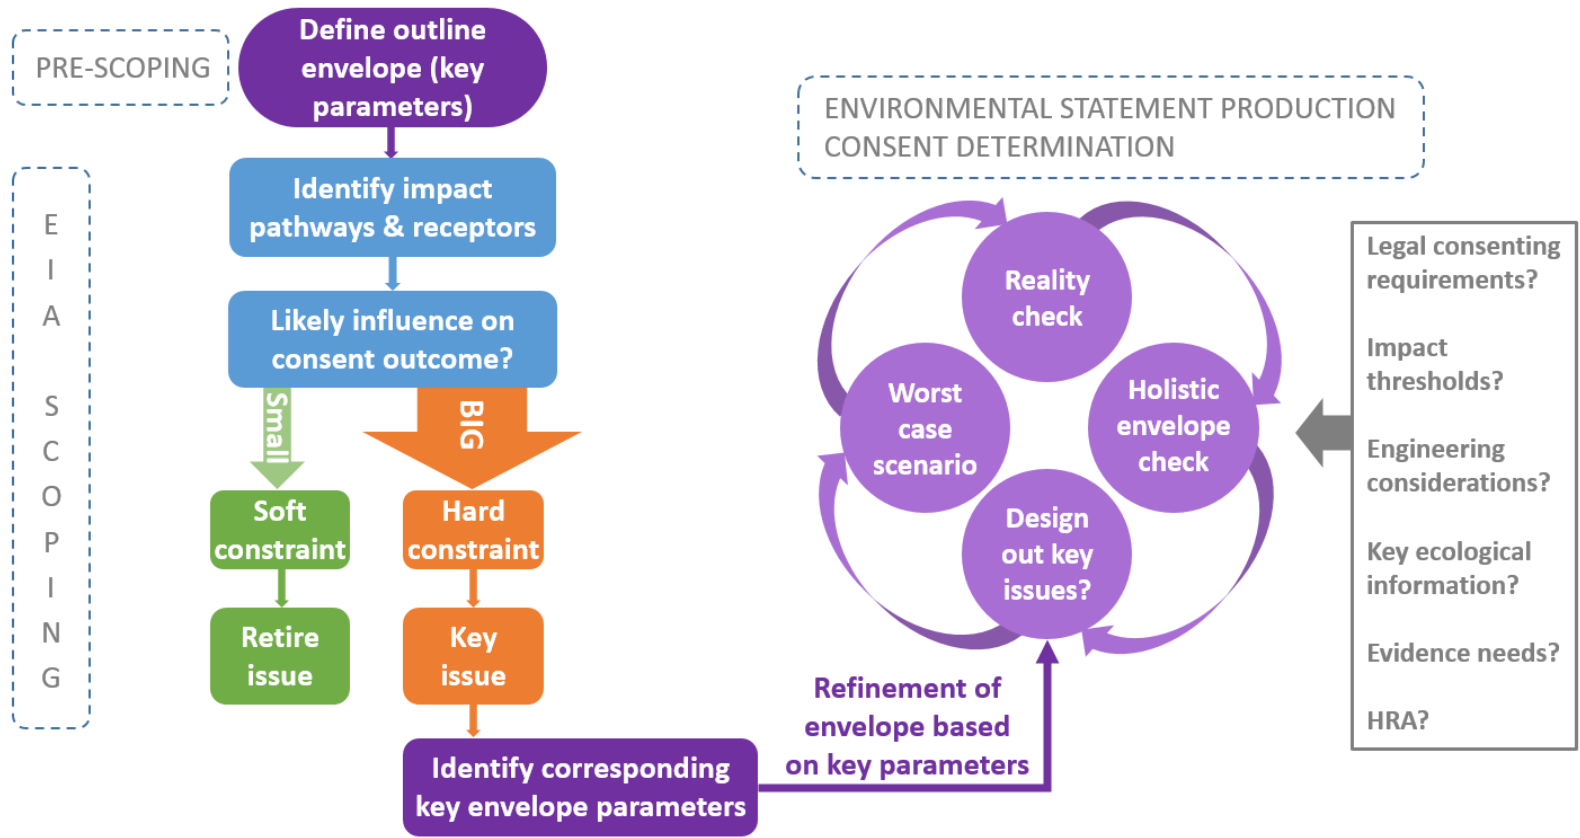 PRE-SCOPING
Define outline
envelope (key
parameters)
E
I
A
S
C
O
P
I
N
G
Identify impact
pathways & receptors
Likely influence on
consent outcome?
Small
BIG
Soft
constraint
Hard
constraint
Retire
issue
Key
issue
Identify corresponding
key envelope parameters
Refinement of
envelope based
on key parameters
ENVIRONMENTAL STATEMENT PRODUCTION
CONSENT DETERMINATION
Reality
check
Holistic
envelope
check
Design
out key
issues?
Worst
case
scenario
Legal consenting
requirements?
Impact
thresholds?
Engineering
considerations?
Key ecological
information?
Evidence needs?
HRA?